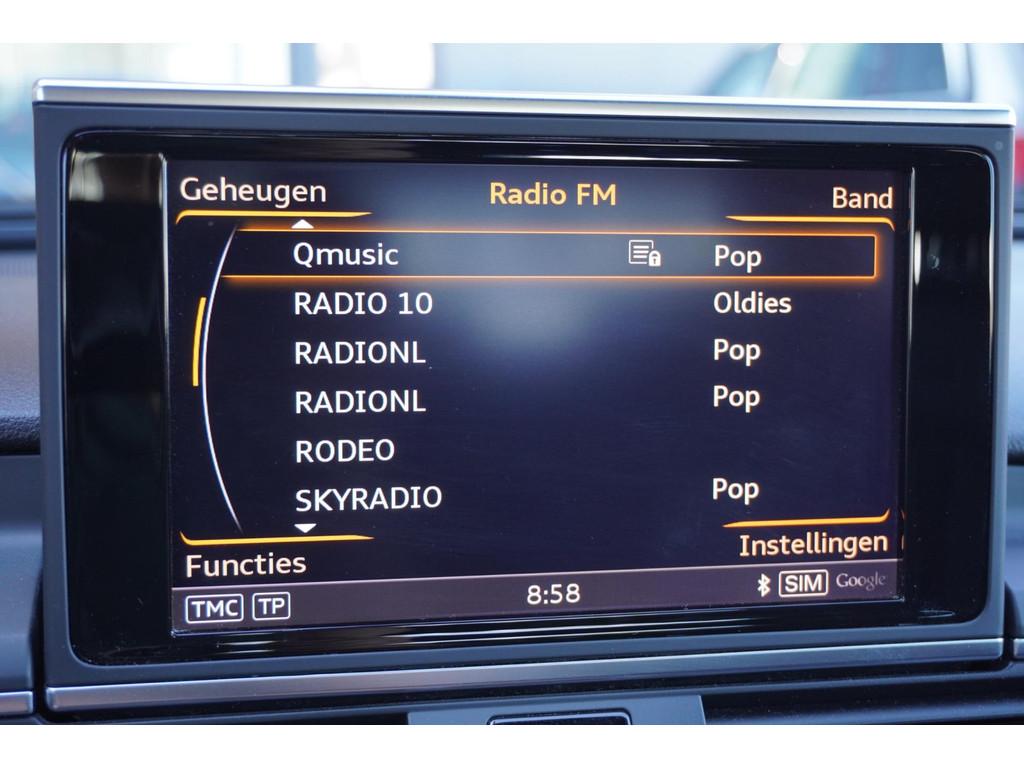 Geheugen Radio FM Band
Qmusic Pop
RADIO 10 Oldies
RADIONL Pop
RADIONL Pop
RODEO
SKYRADIO Pop
Functies Instellingen
TMC TP 8:58 SIM Google